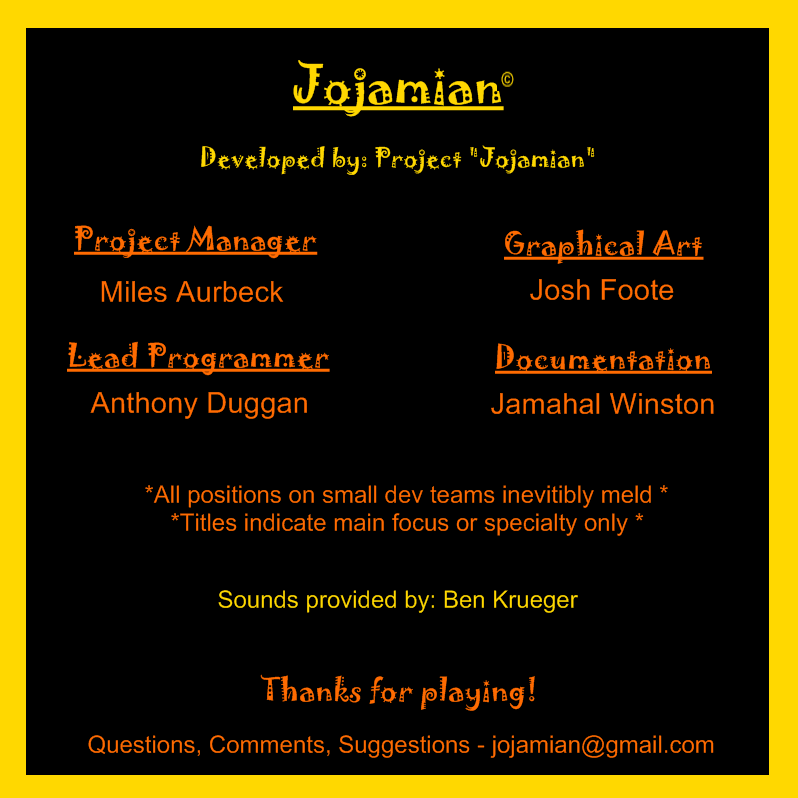 Jojamian©
Developed by: Project "Jojamian"
Project Manager
Miles Aurbeck
Graphical Art
Josh Foote
Lead Programmer
Anthony Duggan
Documentation
Jamahal Winston
*All positions on small dev teams inevitibly meld *
*Titles indicate main focus or specialty only *
Sounds provided by: Ben Krueger
Thanks for playing!
Questions, Comments, Suggestions - jojamian@gmail.com